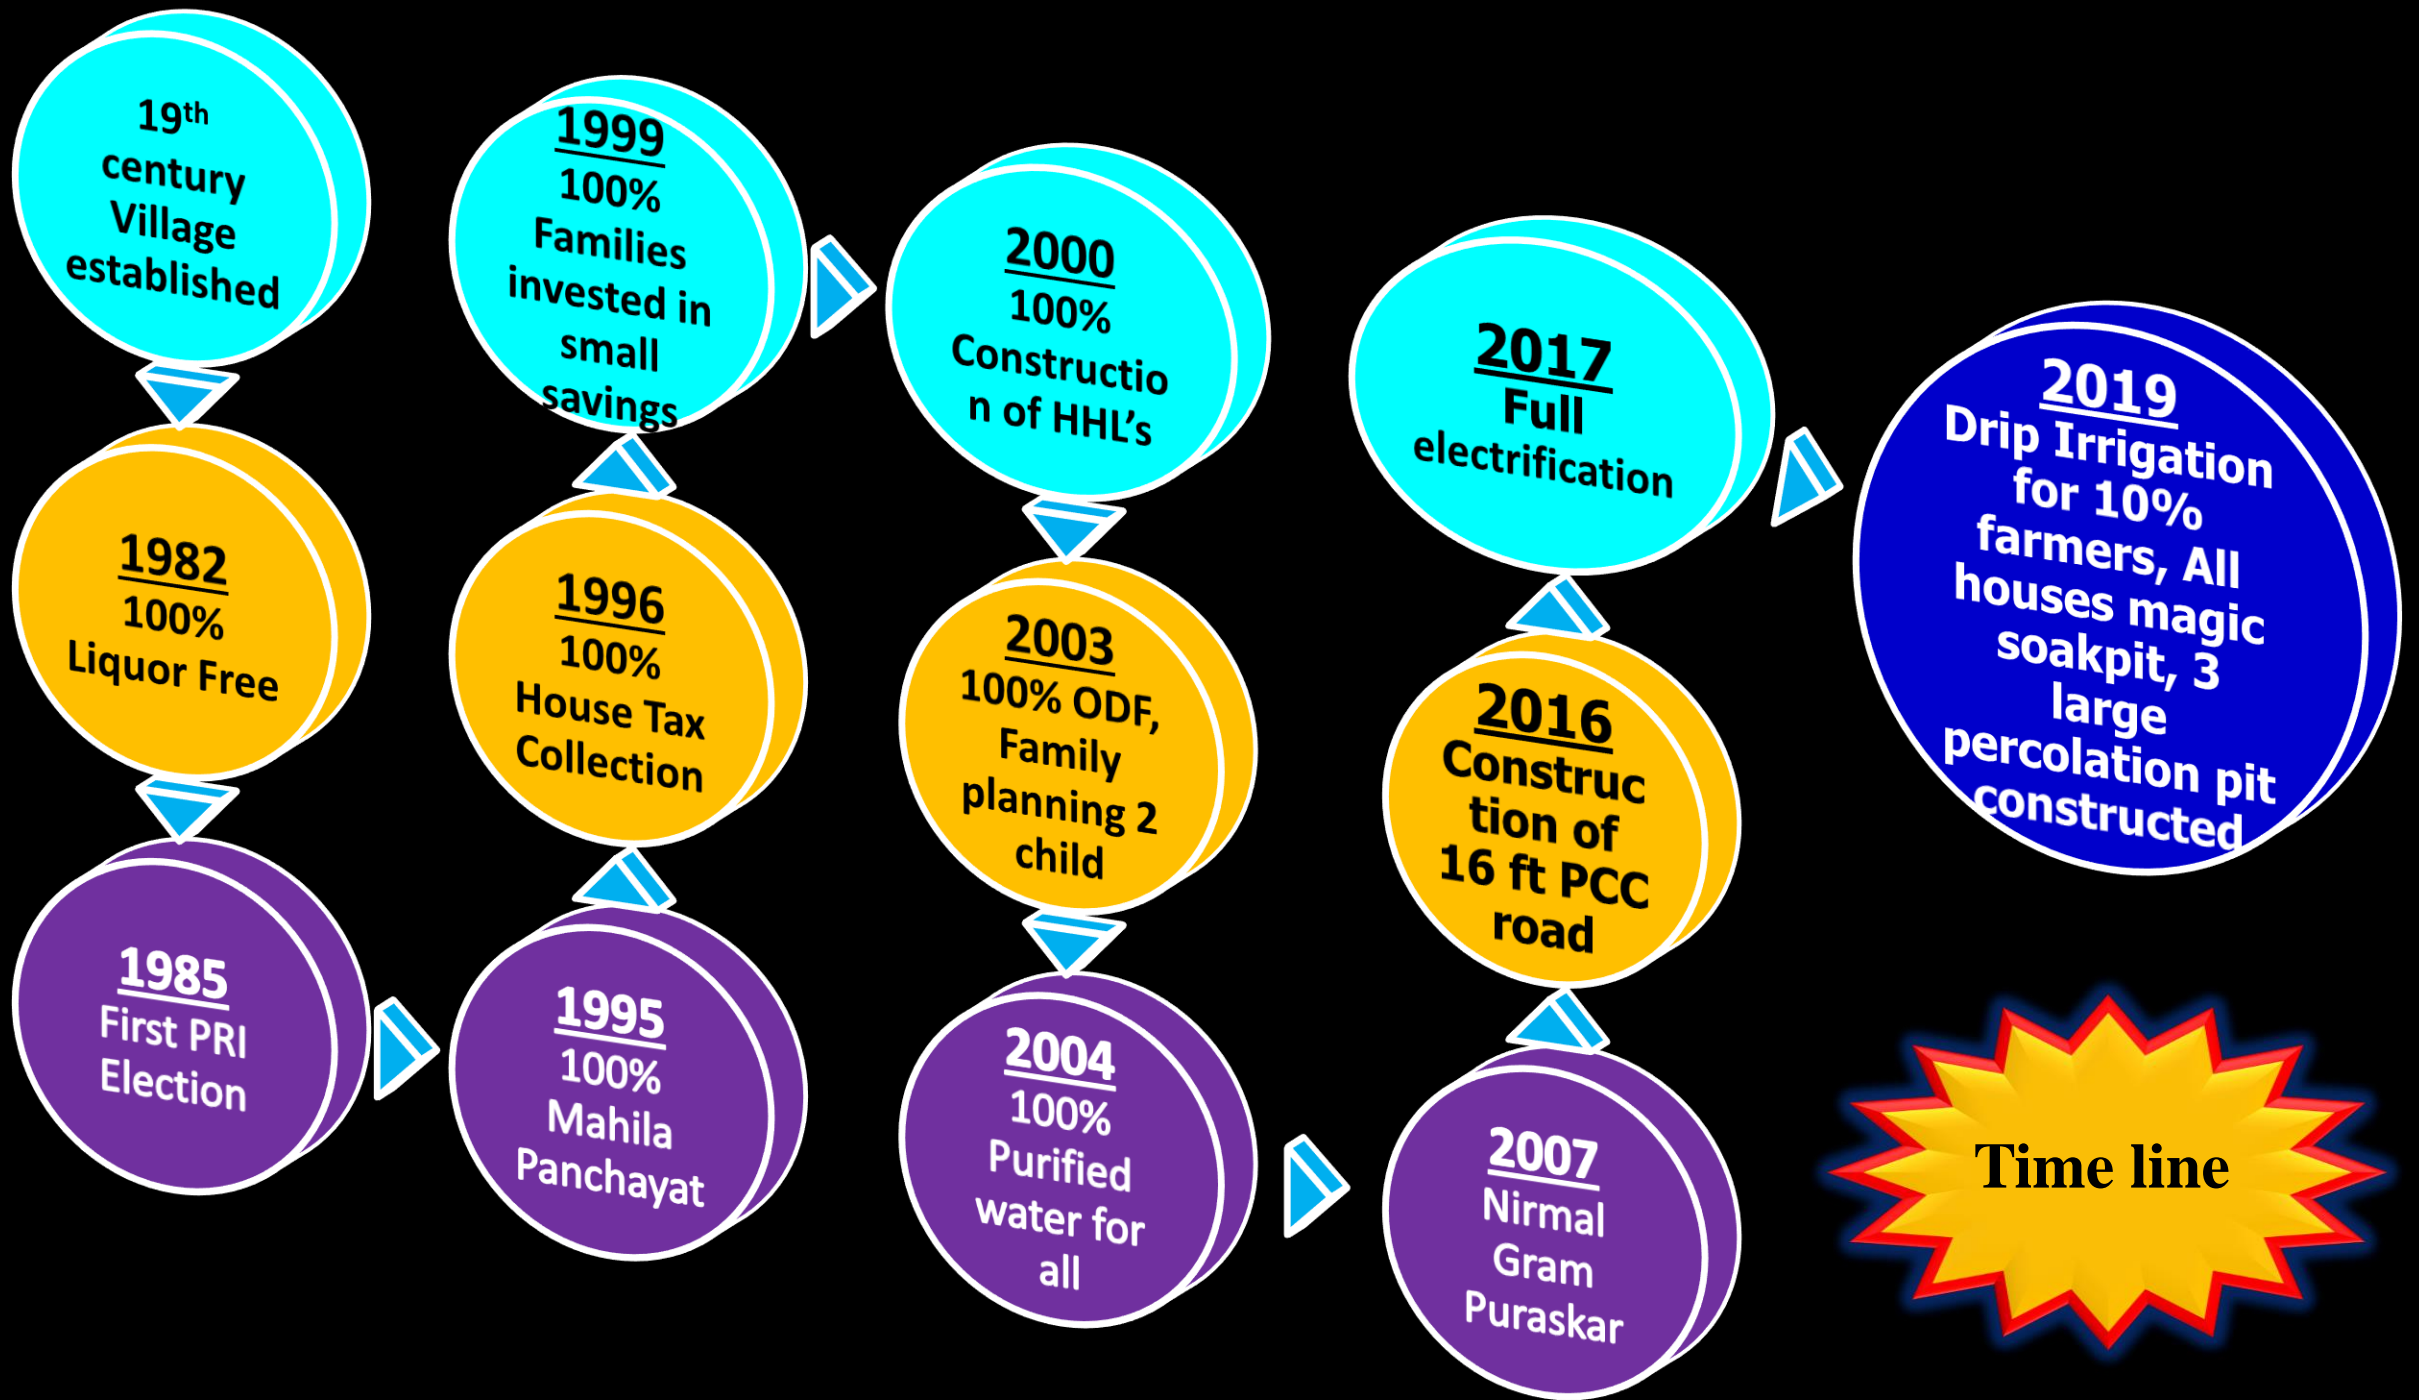 19th
century
Village
established
1982
100%
Liquor Free
1985
First PRI
Election
1995
100%
Mahila
Panchayat
1996
100%
House Tax
Collection
1999
100%
Families
invested in
small
savings
2000
100%
Constructio
n of HHL’s
2003
100% ODF,
Family
planning 2
child
2004
100%
Purified
water for
all
2007
Nirmal
Gram
Puraskar
2016
Construc
tion of
16 ft PCC
road
2017
Full
electrification
2019
Drip Irrigation
for 10%
farmers, All
houses magic
soakpit, 3
large
percolation pit
constructed
Time line